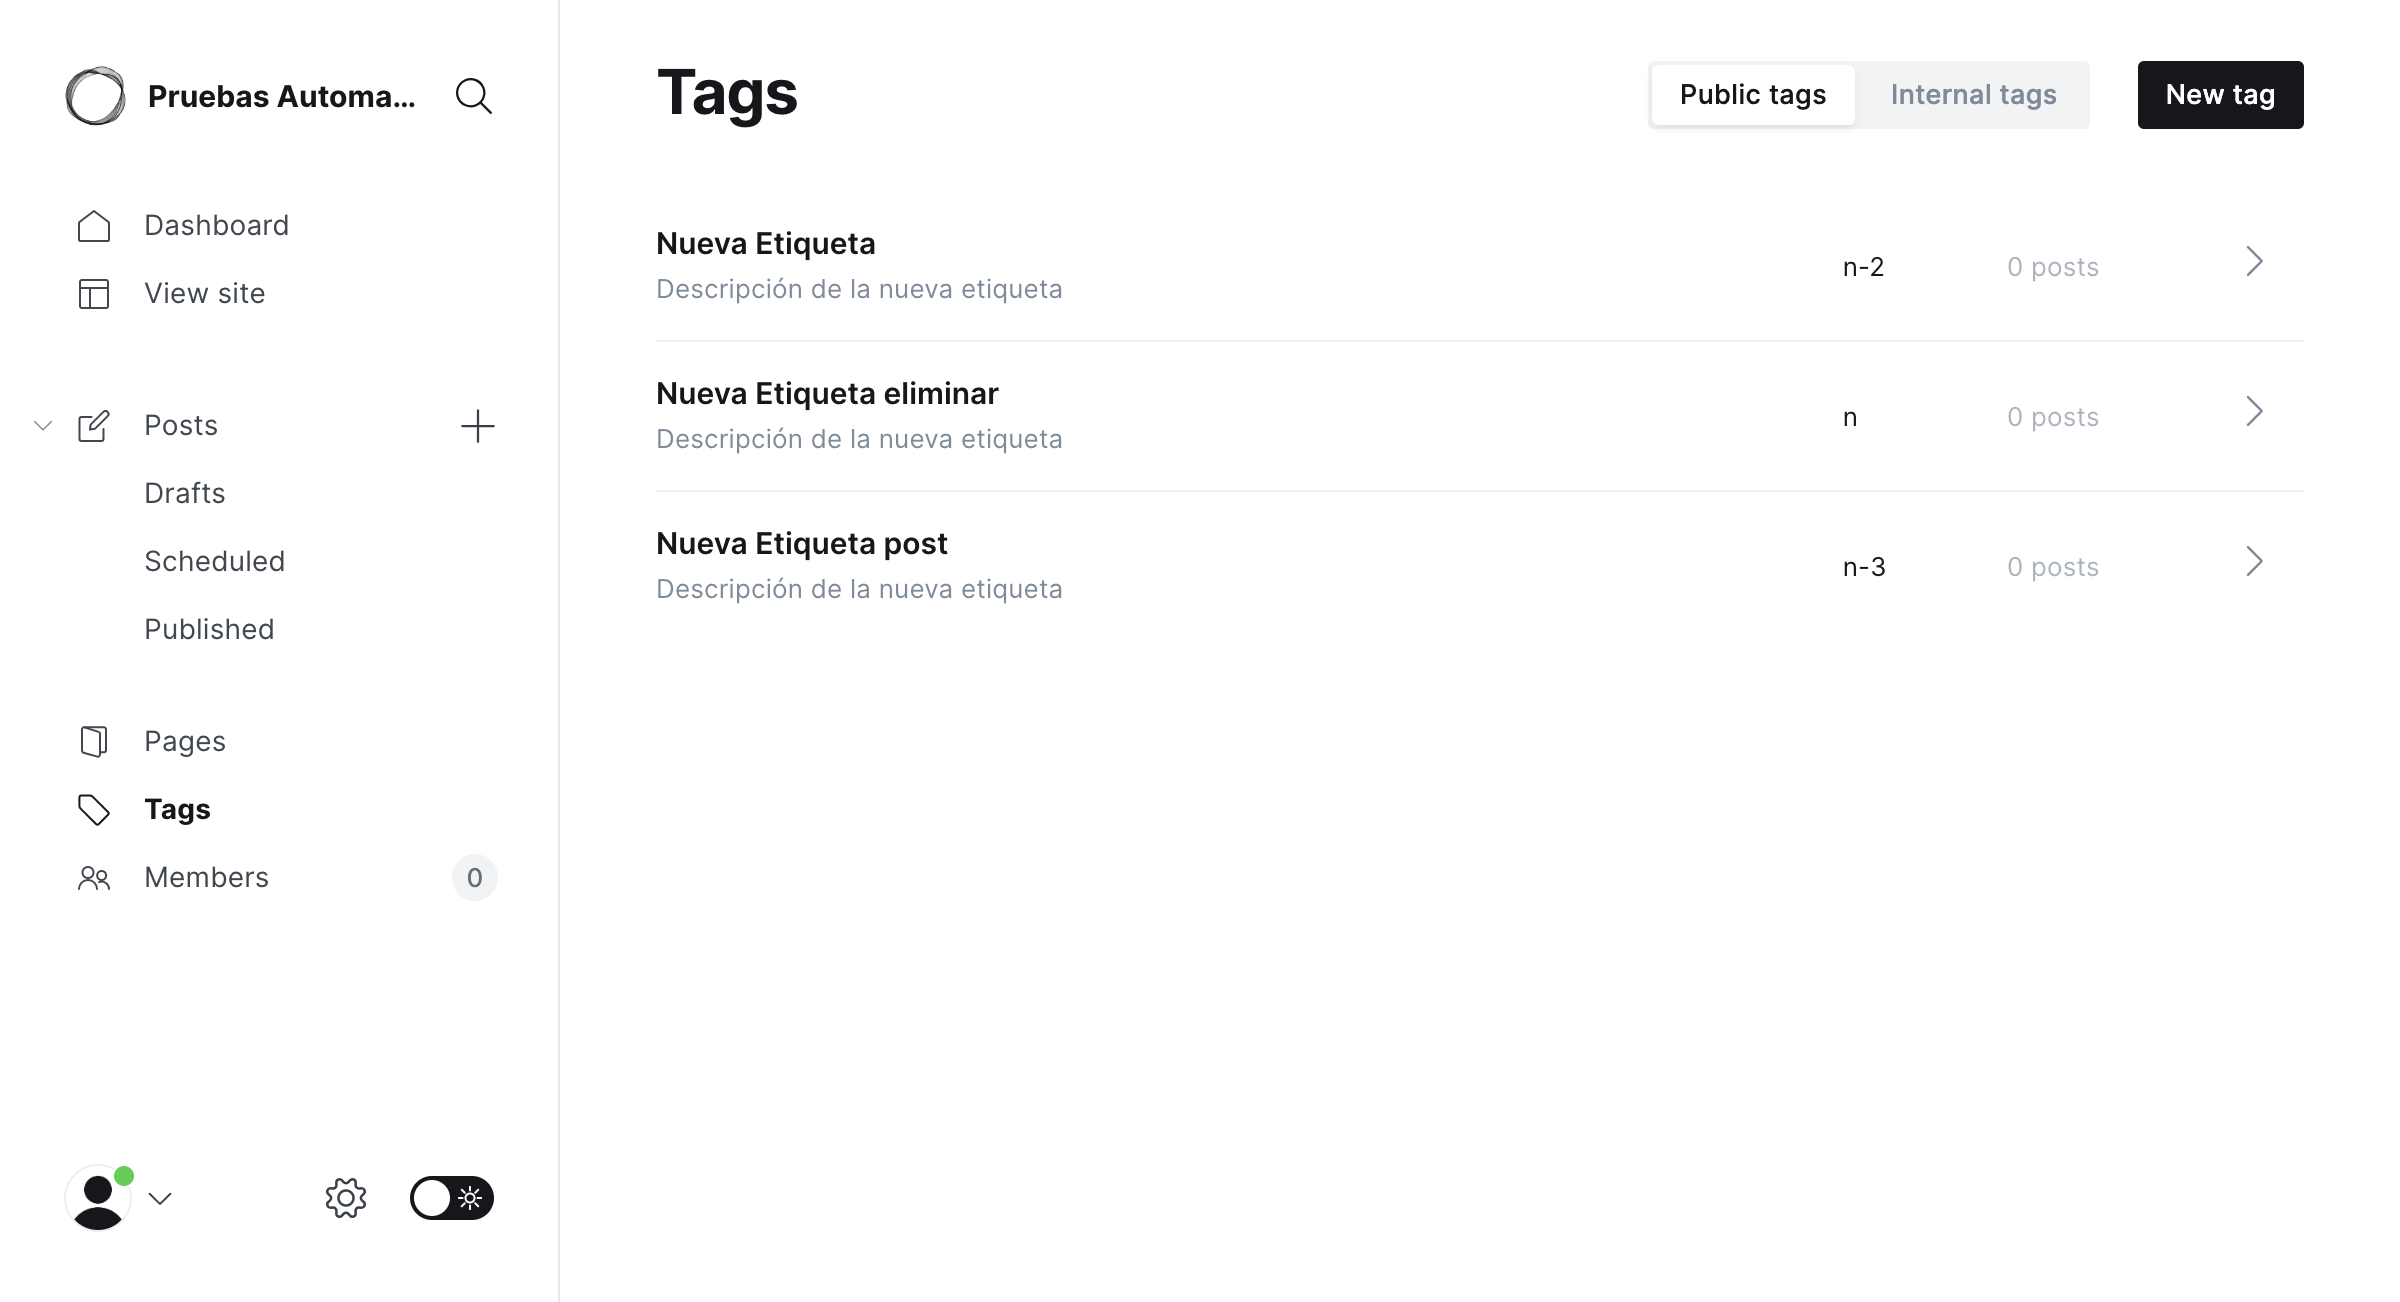 Pruebas Automa...
Dashboard
View site
Posts
Drafts
Scheduled
Published
Pages
Tags
Members 0
Tags
Public tags
Internal tags
New tag
Nueva Etiqueta
Descripción de la nueva etiqueta
n-2
0 posts
Nueva Etiqueta eliminar
Descripción de la nueva etiqueta
n
0 posts
Nueva Etiqueta post
Descripción de la nueva etiqueta
n-3
0 posts